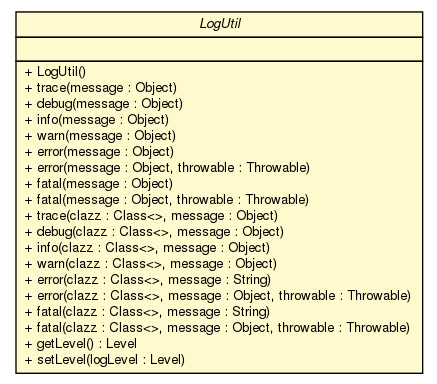 LogUtil
+ LogUtil()
+ trace(message : Object)
+ debug(message : Object)
+ info(message : Object)
+ warn(message : Object)
+ error(message : Object)
+ error(message : Object, throwable : Throwable)
+ fatal(message : Object)
+ fatal(message : Object, throwable : Throwable)
+ trace(clazz : Class<>, message : Object)
+ debug(clazz : Class<>, message : Object)
+ info(clazz : Class<>, message : Object)
+ warn(clazz : Class<>, message : Object)
+ error(clazz : Class<>, message : String)
+ error(clazz : Class<>, message : Object, throwable : Throwable)
+ fatal(clazz : Class<>, message : String)
+ fatal(clazz : Class<>, message : Object, throwable : Throwable)
+ getLevel() : Level
+ setLevel(logLevel : Level)